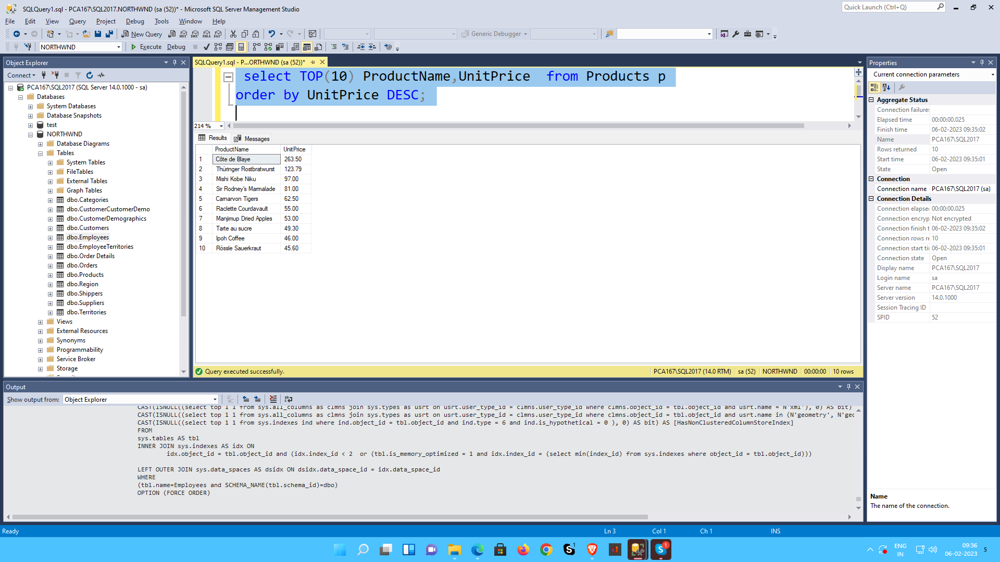 SQLQuery1.sql - PCA167\SQL2017.NORTHWND (sa (52))* - Microsoft SQL Server Management Studio
Quick Launch (Ctrl+Q)
File Edit View Query Project Debug Tools Window Help
New Query
MDX DMX XMLA DAX
Generic Debugger
NORTHWND
Execute Debug
Object Explorer
Connect
PCA167\SQL2017 (SQL Server 14.0.1000 - sa)
Databases
System Databases
Database Snapshots
test
NORTHWND
Database Diagrams
Tables
System Tables
FileTables
External Tables
Graph Tables
dbo.Categories
dbo.CustomerCustomerDemo
dbo.CustomerDemographics
dbo.Customers
dbo.Employees
dbo.EmployeeTerritories
dbo.Order Details
dbo.Orders
dbo.Products
dbo.Region
dbo.Shippers
dbo.Suppliers
dbo.Territories
Views
External Resources
Synonyms
Programmability
Service Broker
Storage
SQLQuery1.sql - P...ORTHWND (sa (52))*
select TOP(10) ProductName,UnitPrice  from Products p
order by UnitPrice DESC;
214 %
Results Messages
ProductName UnitPrice
1 Côte de Blaye 263.50
2 Thüringer Rostbratwurst 123.79
3 Mishi Kobe Niku 97.00
4 Sir Rodney's Marmalade 81.00
5 Carnarvon Tigers 62.50
6 Raclette Courdavault 55.00
7 Manjimup Dried Apples 53.00
8 Tarte au sucre 49.30
9 Ipoh Coffee 46.00
10 Rössle Sauerkraut 45.60
Query executed successfully.
PCA167\SQL2017 (14.0 RTM) sa (52) NORTHWND 00:00:00 10 rows
Properties
Current connection parameters
Aggregate Status
Connection failures
Elapsed time 00:00:00.025
Finish time 06-02-2023 09:35:02
Name PCA167\SQL2017
Rows returned 10
Start time 06-02-2023 09:35:01
State Open
Connection
Connection name PCA167\SQL2017 (sa)
Connection Details
Connection elapse 00:00:00.025
Connection encryp Not encrypted
Connection finish t 06-02-2023 09:35:02
Connection rows re 10
Connection start ti 06-02-2023 09:35:01
Connection state Open
Display name PCA167\SQL2017
Login name sa
Server name PCA167\SQL2017
Server version 14.0.1000
Session Tracing ID
SPID 52
Name
The name of the connection.
Output
Show output from: Object Explorer
CAST(ISNULL((select top 1 1 from sys.all_columns as clmns join sys.types as usrt on usrt.user_type_id = clmns.user_type_id where clmns.object_id = tbl.object_id and usrt.name = N'xml'), 0) AS bit)
CAST(ISNULL((select top 1 1 from sys.all_columns as clmns join sys.types as usrt on usrt.user_type_id = clmns.user_type_id where clmns.object_id = tbl.object_id and usrt.name in (N'geometry', N'geo
CAST(ISNULL((select top 1 1 from sys.indexes ind where ind.object_id = tbl.object_id and ind.type = 6 and ind.is_hypothetical = 0 ), 0) AS bit) AS [HasNonClusteredColumnStoreIndex]
FROM
sys.tables AS tbl
INNER JOIN sys.indexes AS idx ON
idx.object_id = tbl.object_id and (idx.index_id < 2  or (tbl.is_memory_optimized = 1 and idx.index_id = (select min(index_id) from sys.indexes where object_id = tbl.object_id)))
LEFT OUTER JOIN sys.data_spaces AS dsidx ON dsidx.data_space_id = idx.data_space_id
WHERE
(tbl.name=Employees and SCHEMA_NAME(tbl.schema_id)=dbo)
OPTION (FORCE ORDER)
Ready Ln 3 Col 1 Ch 1 INS
ENG
IN
09:36
06-02-2023
5